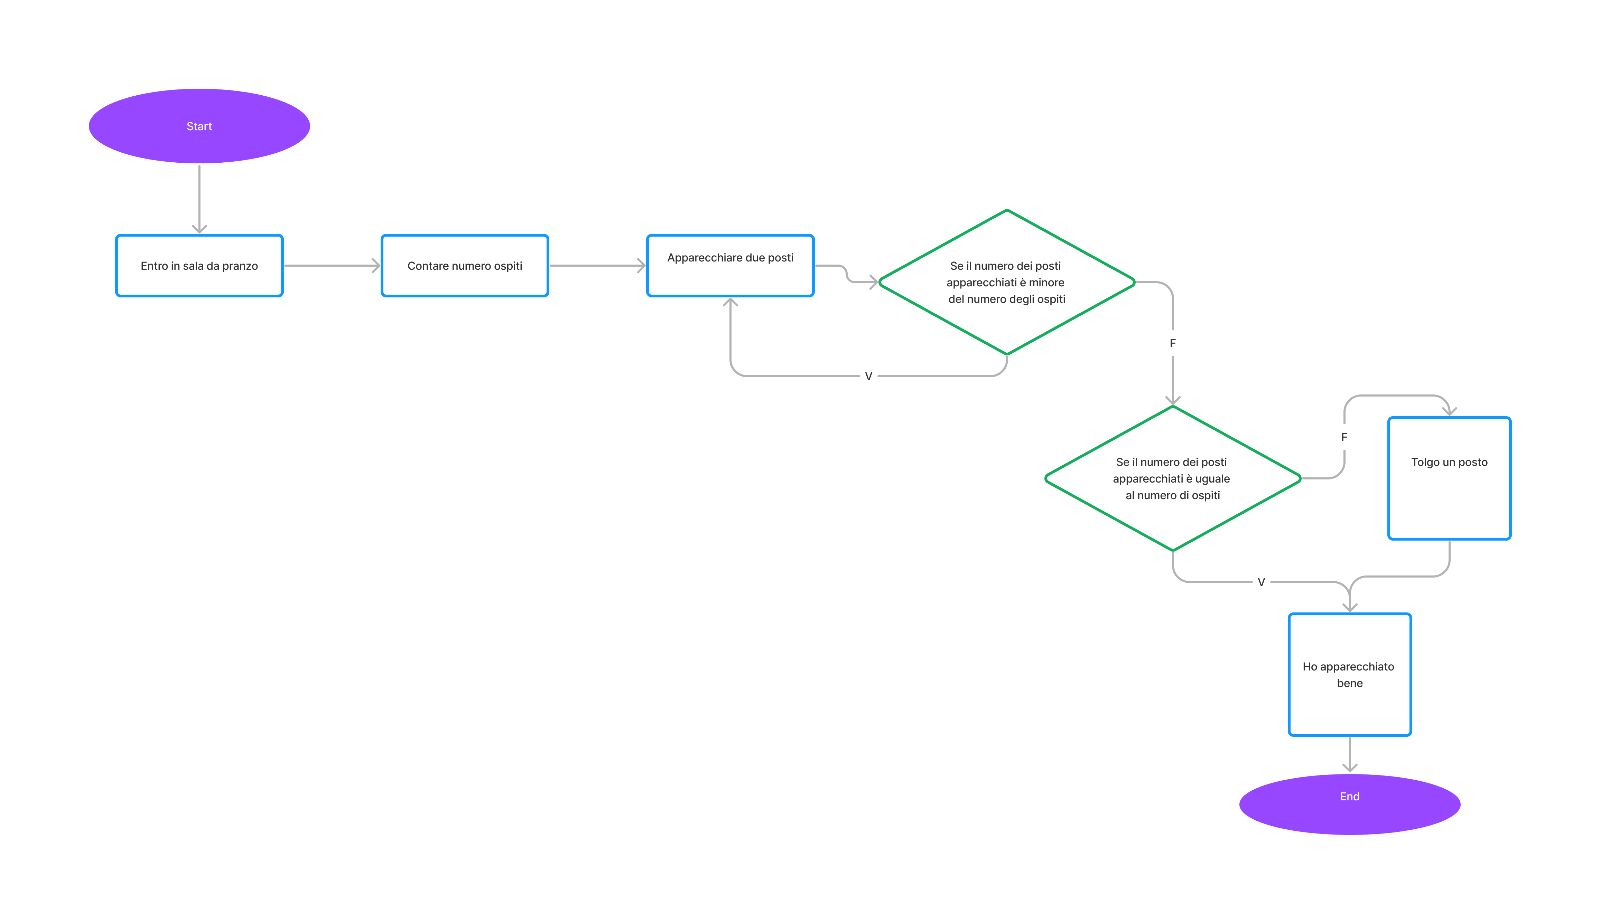 Start
Entro in sala da pranzo
Contare numero ospiti
Apparecchiare due posti
Se il numero dei posti
apparecchiati è minore
del numero degli ospiti
V
F
Se il numero dei posti
apparecchiati è uguale
al numero di ospiti
F
Tolgo un posto
V
Ho apparecchiato
bene
End